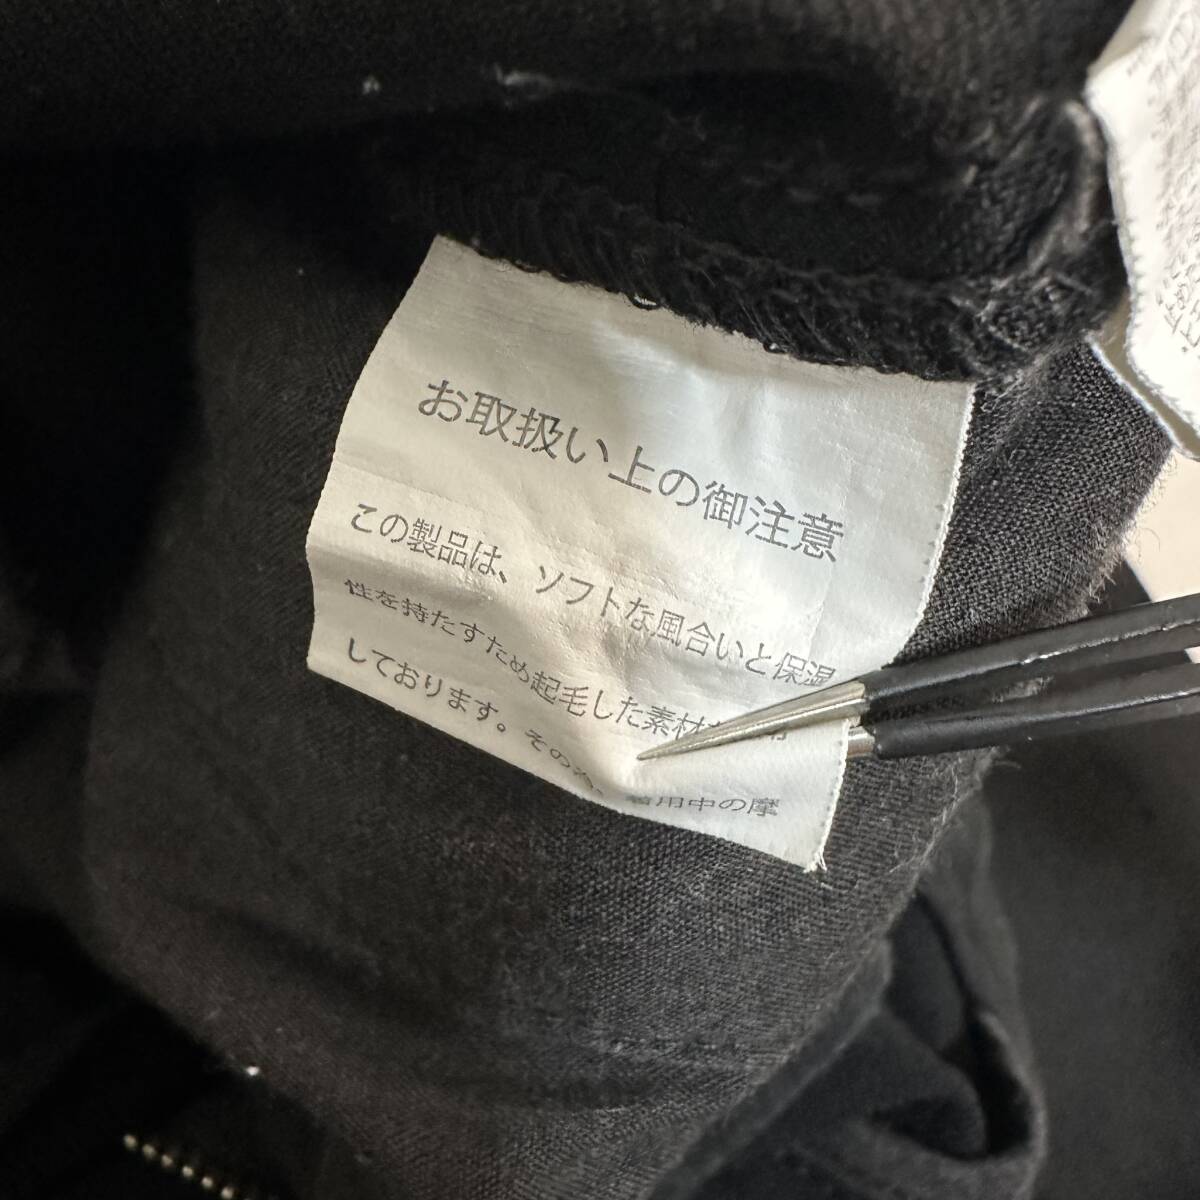 お取扱い上の御注意
この製品は、ソフトな風合いと保湿
性を持たすため起毛した素材
しております。その為、着用中の摩